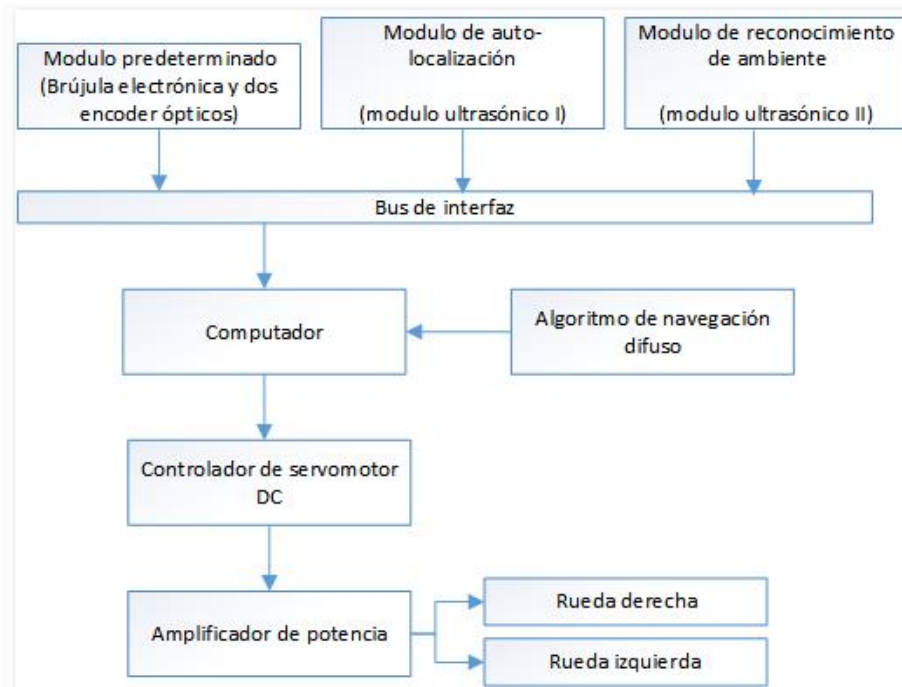 Modulo predeterminado
(Brújula electrónica y dos
encoder ópticos)
Modulo de auto-
localización
(modulo ultrasónico I)
Modulo de reconocimiento
de ambiente
(modulo ultrasónico II)
Bus de interfaz
Computador
Algoritmo de navegación
difuso
Controlador de servomotor
DC
Amplificador de potencia
Rueda derecha
Rueda izquierda